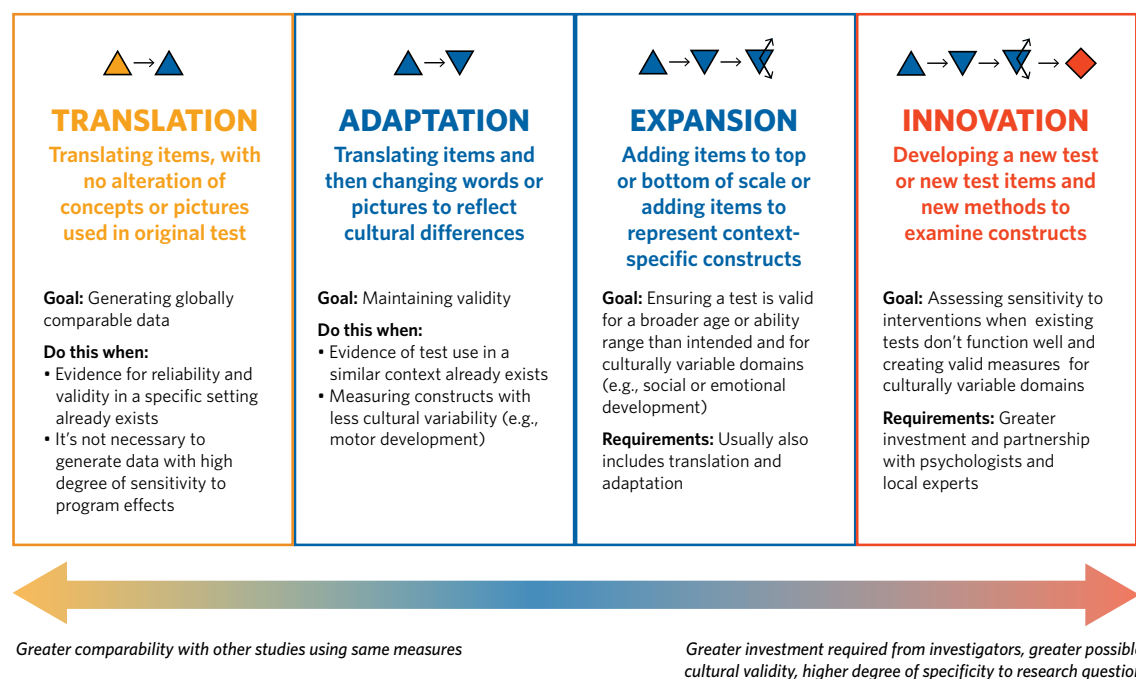 TRANSLATION
Translating items, with
no alteration of
concepts or pictures
used in original test
Goal: Generating globally
comparable data
Do this when:
• Evidence for reliability and
validity in a specific setting
already exists
• It's not necessary to
generate data with high
degree of sensitivity to
program effects
ADAPTATION
Translating items and
then changing words or
pictures to reflect
cultural differences
Goal: Maintaining validity
Do this when:
• Evidence of test use in a
similar context already exists
• Measuring constructs with
less cultural variability (e.g.,
motor development)
EXPANSION
Adding items to top
or bottom of scale or
adding items to
represent context-
specific constructs
Goal: Ensuring a test is valid
for a broader age or ability
range than intended and for
culturally variable domains
(e.g., social or emotional
development)
Requirements: Usually also
includes translation and
adaptation
INNOVATION
Developing a new test
or new test items and
new methods to
examine constructs
Goal: Assessing sensitivity to
interventions when existing
tests don't function well and
creating valid measures for
culturally variable domains
Requirements: Greater
investment and partnership
with psychologists and
local experts
Greater comparability with other studies using same measures
Greater investment required from investigators, greater possible
cultural validity, higher degree of specificity to research question